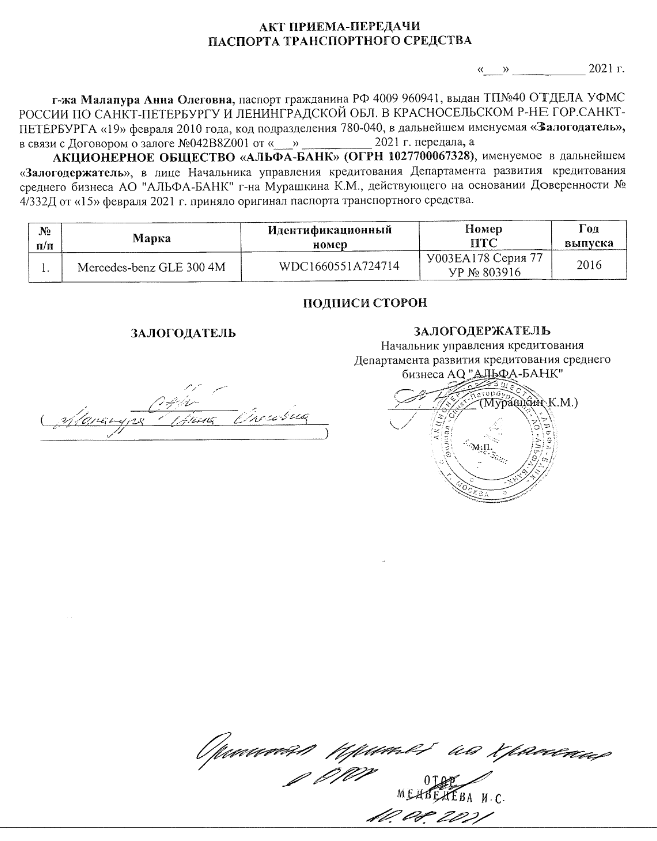 АКТ ПРИЕМА-ПЕРЕДАЧИ
ПАСПОРТА ТРАНСПОРТНОГО СРЕДСТВА
«___» ____________ 2021 г.
г-жа Малапура Анна Олеговна, паспорт гражданина РФ 4009 960941, выдан ТП№40 ОТДЕЛА УФМС
РОССИИ ПО САНКТ-ПЕТЕРБУРГУ И ЛЕНИНГРАДСКОЙ ОБЛ. В КРАСНОСЕЛЬСКОМ Р-НЕ ГОР.САНКТ-
ПЕТЕРБУРГА «19» февраля 2010 года, код подразделения 780-040, в дальнейшем именуемая «Залогодатель»,
в связи с Договором о залоге №042B8Z001 от «___» ________________ 2021 г. передала, а
АКЦИОНЕРНОЕ ОБЩЕСТВО «АЛЬФА-БАНК» (ОГРН 1027700067328), именуемое в дальнейшем
«Залогодержатель», в лице Начальника управления кредитования Департамента развития кредитования
среднего бизнеса АО "АЛЬФА-БАНК" г-на Мурашкина К.М., действующего на основании Доверенности №
4/332Д от «15» февраля 2021 г. приняло оригинал паспорта транспортного средства.
№ п/п Марка Идентификационный номер Номер ПТС Год выпуска
1. Mercedes-benz GLE 300 4M WDC1660551A724714 У003ЕА178 Серия 77 УР № 803916 2016
ПОДПИСИ СТОРОН
ЗАЛОГОДАТЕЛЬ
(Малапура Анна Олеговна
)
ЗАЛОГОДЕРЖАТЕЛЬ
Начальник управления кредитования
Департамента развития кредитования среднего
бизнеса АО "АЛЬФА-БАНК"
(Мурашкин К.М.)
АКЦИОНЕРНОЕ ОБЩЕСТВО «АЛЬФА-БАНК»
М.П.
Г. МОСКВА
Оригинал принят на хранение
в
МЕДВЕДЕВА И.С.
10.08.2021